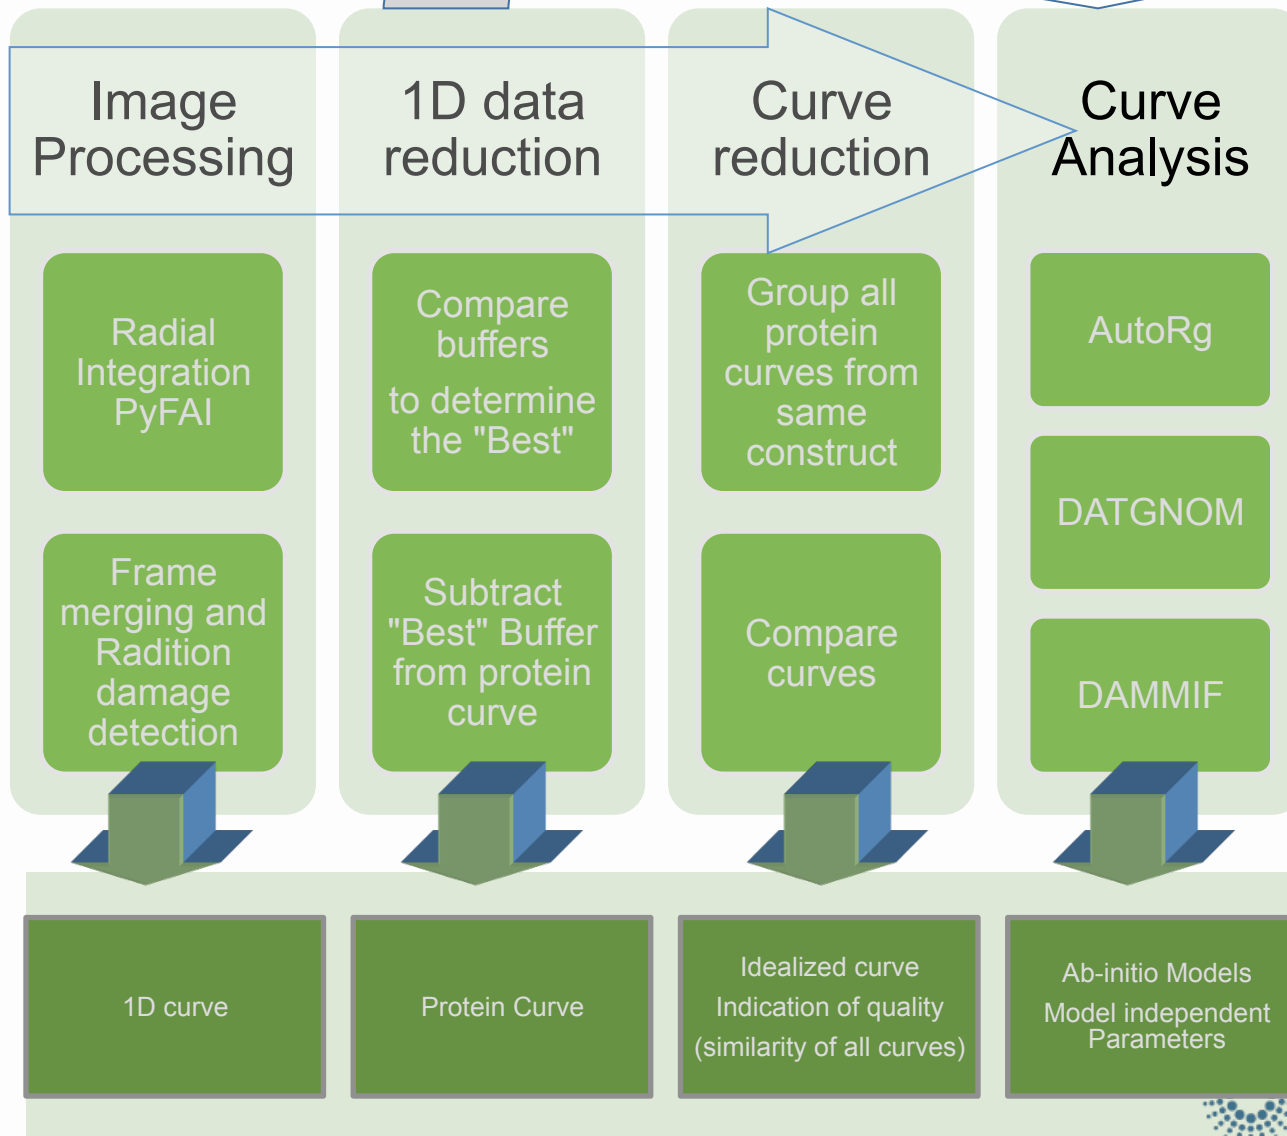 Image
Processing
Radial
Integration
PyFAI
Frame
merging and
Radition
damage
detection
1D curve
1D data
reduction
Compare
buffers
to determine
the "Best"
Subtract
"Best" Buffer
from protein
curve
Protein Curve
Curve
reduction
Group all
protein
curves from
same
construct
Compare
curves
Idealized curve
Indication of quality
(similarity of all curves)
Curve
Analysis
AutoRg
DATGNOM
DAMMIF
Ab-initio Models
Model independent
Parameters